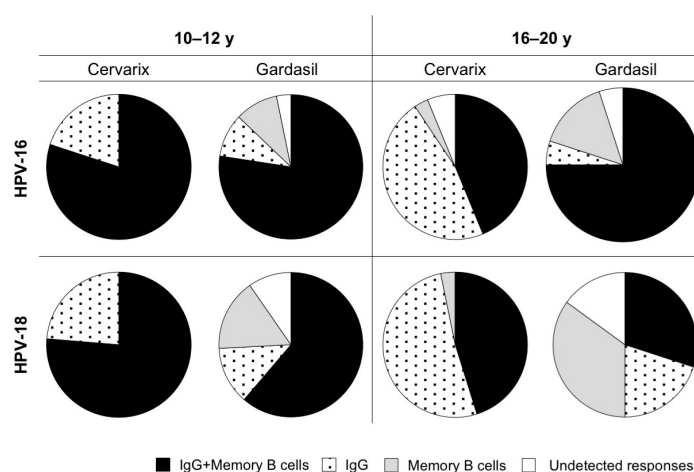 10–12 y 16–20 y
Cervarix Gardasil Cervarix Gardasil
HPV-16
HPV-18
IgG+Memory B cells IgG Memory B cells Undetected responses